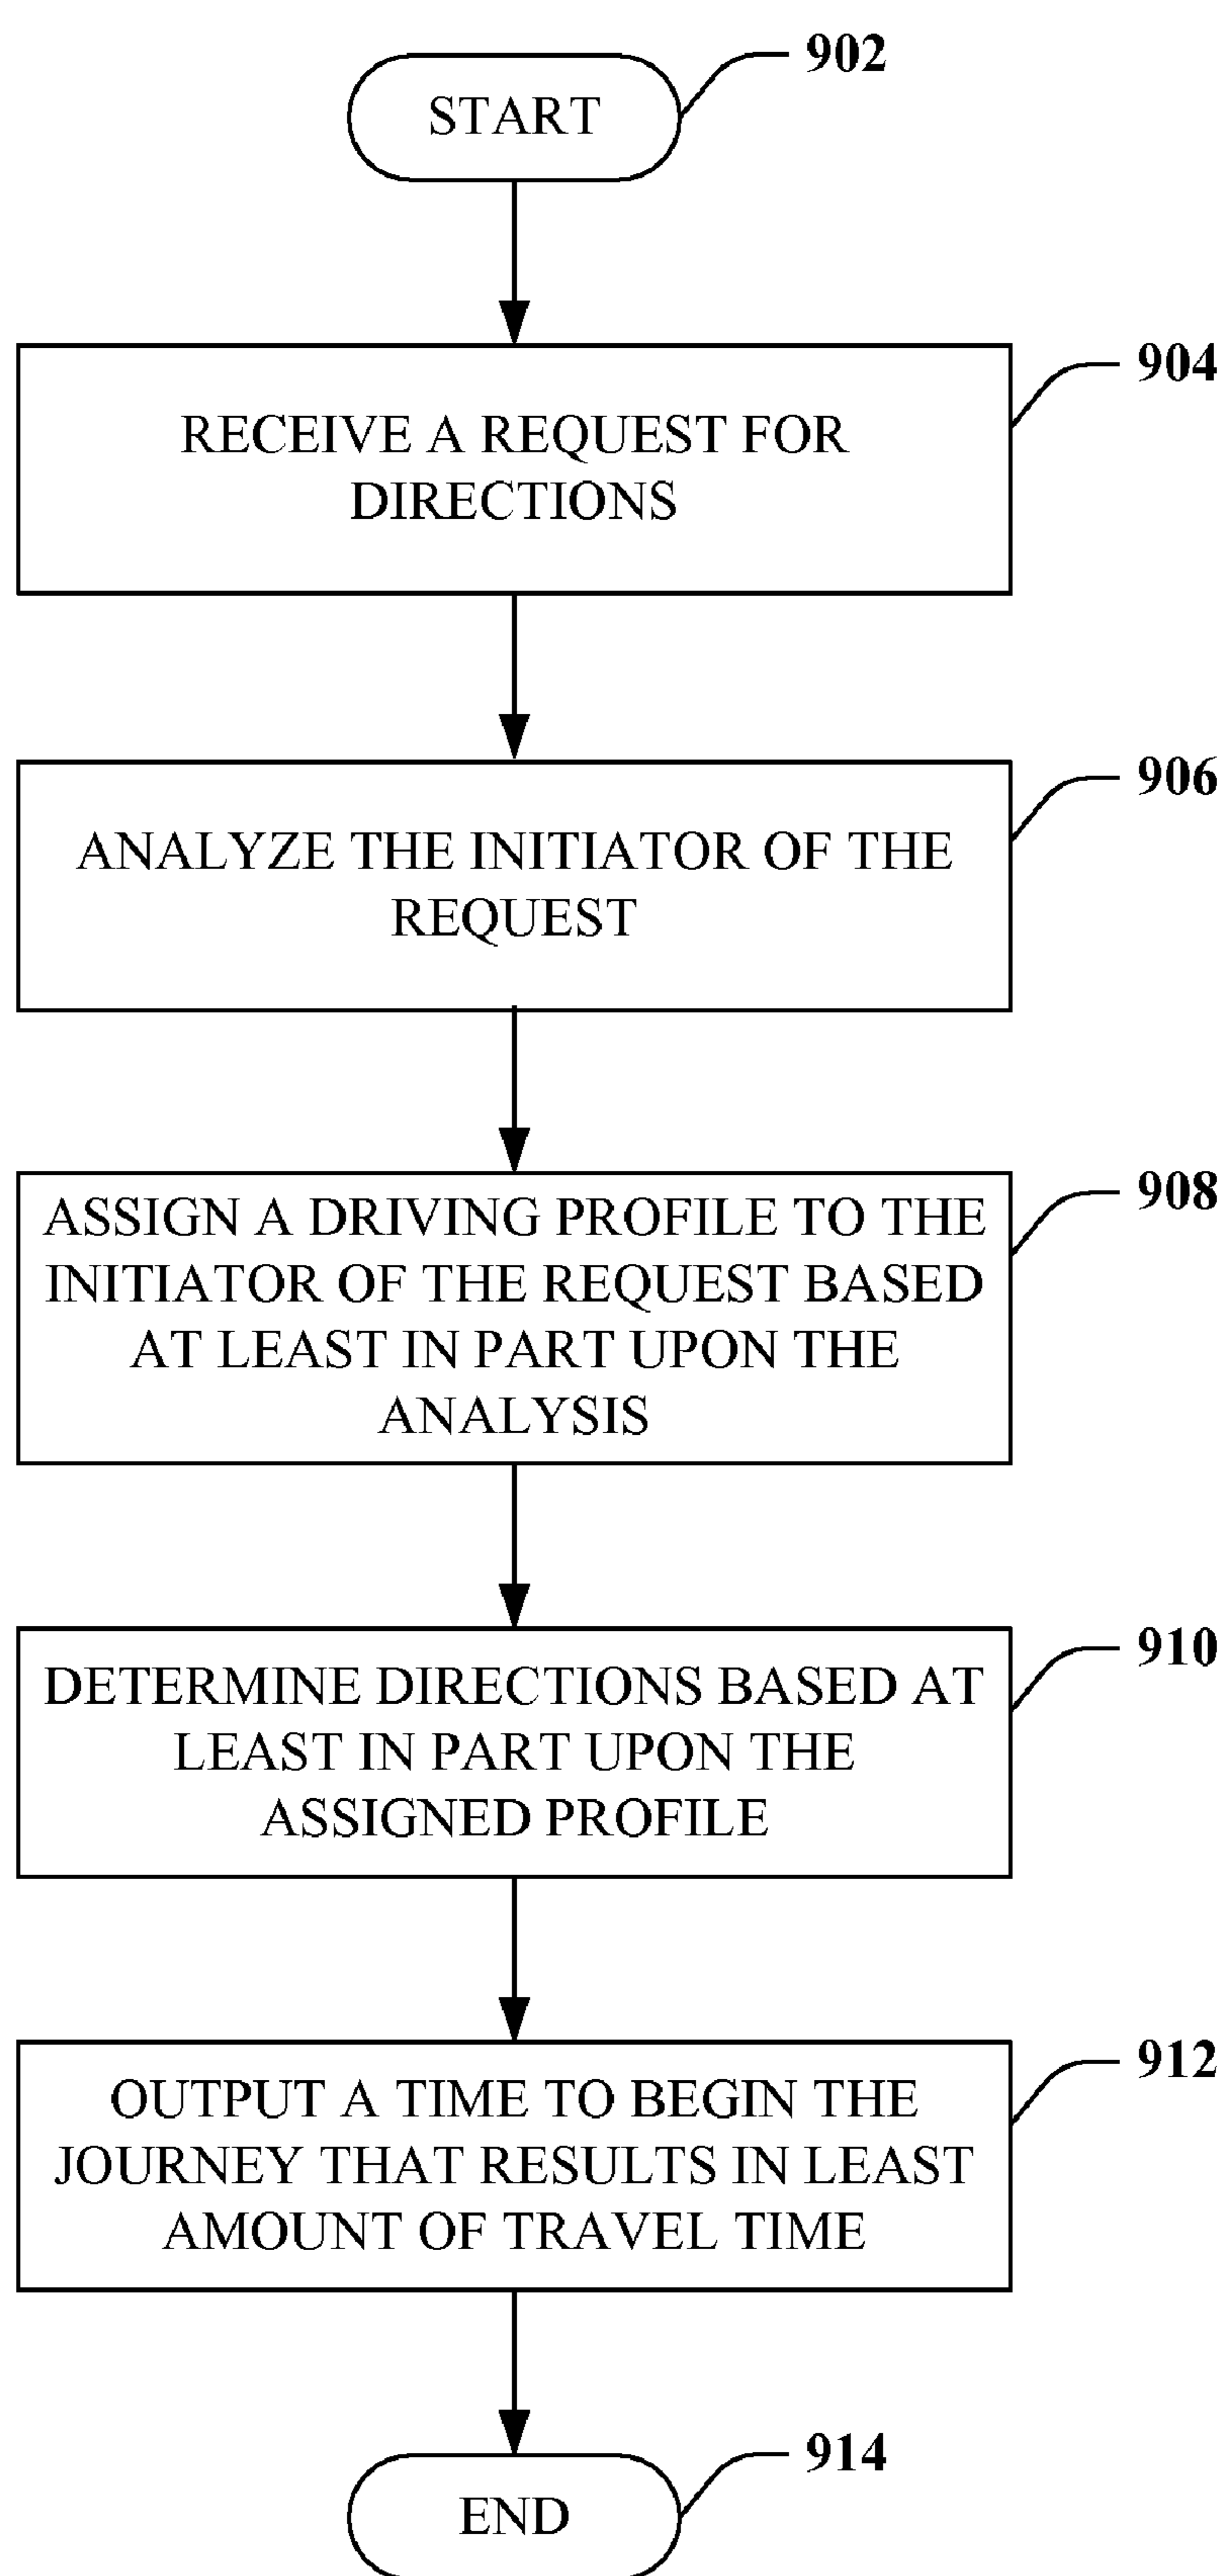 902
START
904
RECEIVE A REQUEST FOR
DIRECTIONS
906
ANALYZE THE INITIATOR OF THE
REQUEST
908
ASSIGN A DRIVING PROFILE TO THE
INITIATOR OF THE REQUEST BASED
AT LEAST IN PART UPON THE
ANALYSIS
910
DETERMINE DIRECTIONS BASED AT
LEAST IN PART UPON THE
ASSIGNED PROFILE
912
OUTPUT A TIME TO BEGIN THE
JOURNEY THAT RESULTS IN LEAST
AMOUNT OF TRAVEL TIME
914
END